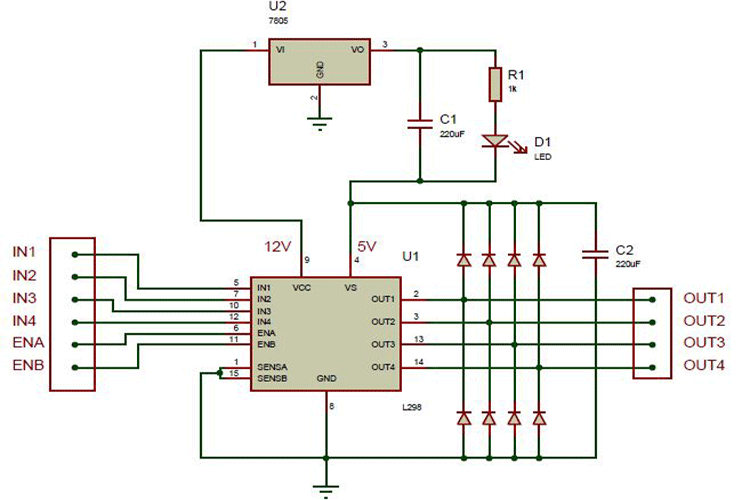 U2
7805
1
VI
VO
3
GND
2
R1
1k
C1
220uF
D1
LED
12V
5V
U1
9
4
C2
220uF
IN1
IN2
IN3
IN4
ENA
ENB
5
7
10
12
6
11
1
15
IN1
IN2
IN3
IN4
ENA
ENB
SENSA
SENSB
VCC
VS
OUT1
OUT2
OUT3
OUT4
GND
2
3
13
14
OUT1
OUT2
OUT3
OUT4
8
L298